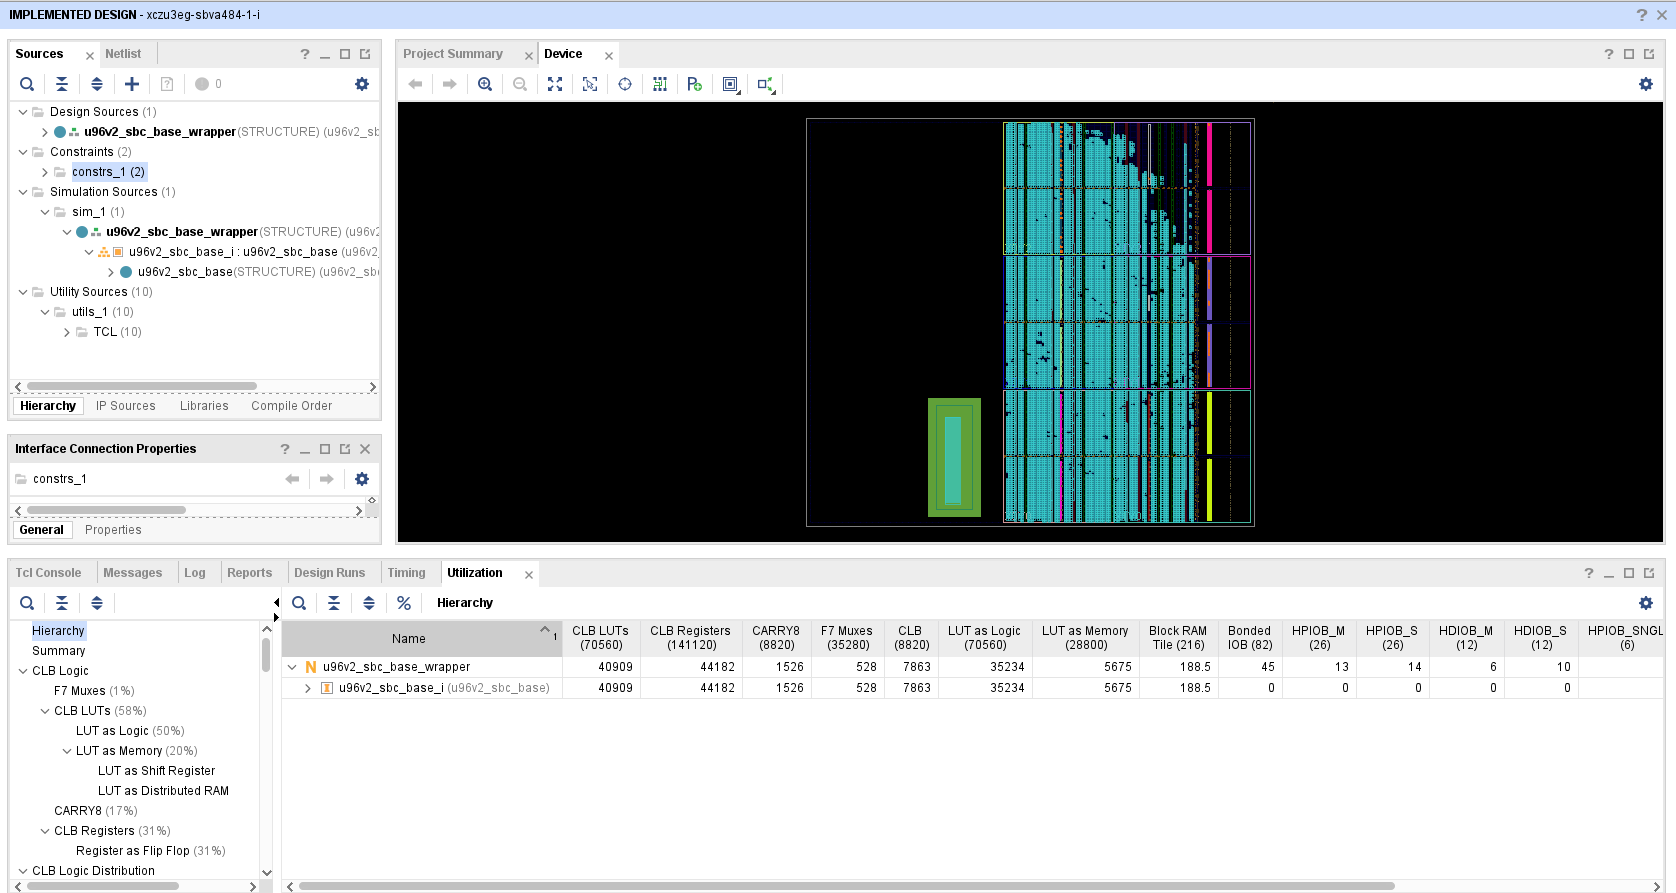 IMPLEMENTED DESIGN - xczu3eg-sbva484-1-i
Sources
Netlist
0
Design Sources (1)
u96v2_sbc_base_wrapper(STRUCTURE) (u96v2_sb
Constraints (2)
constrs_1 (2)
Simulation Sources (1)
sim_1 (1)
u96v2_sbc_base_wrapper(STRUCTURE) (u96v2
u96v2_sbc_base_i : u96v2_sbc_base (u96v2_
u96v2_sbc_base(STRUCTURE) (u96v2_sb
Utility Sources (10)
utils_1 (10)
TCL (10)
Hierarchy IP Sources Libraries Compile Order
Interface Connection Properties
constrs_1
General Properties
Project Summary
Device
Tcl Console Messages Log Reports Design Runs Timing Utilization
Hierarchy
Summary
CLB Logic
F7 Muxes (1%)
CLB LUTs (58%)
LUT as Logic (50%)
LUT as Memory (20%)
LUT as Shift Register
LUT as Distributed RAM
CARRY8 (17%)
CLB Registers (31%)
Register as Flip Flop (31%)
CLB Logic Distribution
Hierarchy
Name 1 CLB LUTs (70560) CLB Registers (141120) CARRY8 (8820) F7 Muxes (35280) CLB (8820) LUT as Logic (70560) LUT as Memory (28800) Block RAM Tile (216) Bonded IOB (82) HPIOB_M (26) HPIOB_S (26) HDIOB_M (12) HDIOB_S (12) HPIOB_SNGL (6)
N u96v2_sbc_base_wrapper 40909 44182 1526 528 7863 35234 5675 188.5 45 13 14 6 10
u96v2_sbc_base_i (u96v2_sbc_base) 40909 44182 1526 528 7863 35234 5675 188.5 0 0 0 0 0